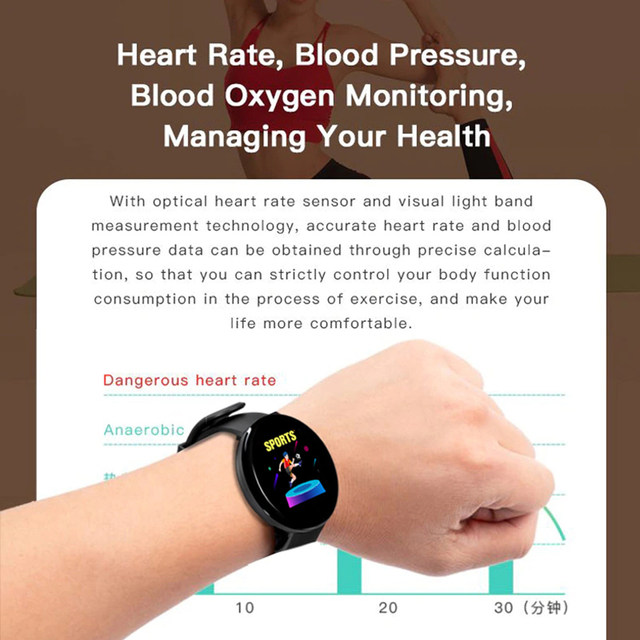 Heart Rate, Blood Pressure,
Blood Oxygen Monitoring,
Managing Your Health
With optical heart rate sensor and visual light band
measurement technology, accurate heart rate and blood
pressure data can be obtained through precise calcula-
tion, so that you can strictly control your body function
consumption in the process of exercise, and make your
life more comfortable.
Dangerous heart rate
Anaerobic
SPORTS
10 20 30 (分钟)